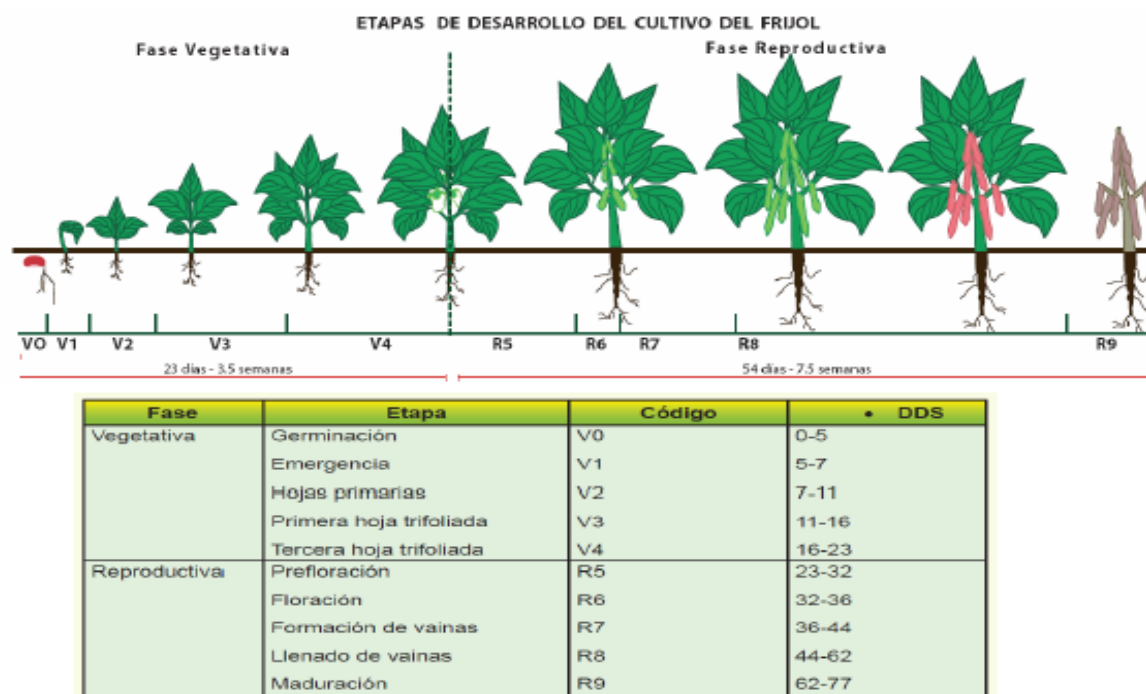 ETAPAS DE DESARROLLO DEL CULTIVO DEL FRIJOL
Fase Vegetativa
Fase Reproductiva
V0 V1 V2 V3 V4 R5 R6 R7 R8 R9
23 días - 3.5 semanas
54 días - 7.5 semanas
Fase Etapa Código • DDS
Vegetativa Germinación V0 0-5
Emergencia V1 5-7
Hojas primarias V2 7-11
Primera hoja trifoliada V3 11-16
Tercera hoja trifoliada V4 16-23
Reproductiva Prefloración R5 23-32
Floración R6 32-36
Formación de vainas R7 36-44
Llenado de vainas R8 44-62
Maduración R9 62-77